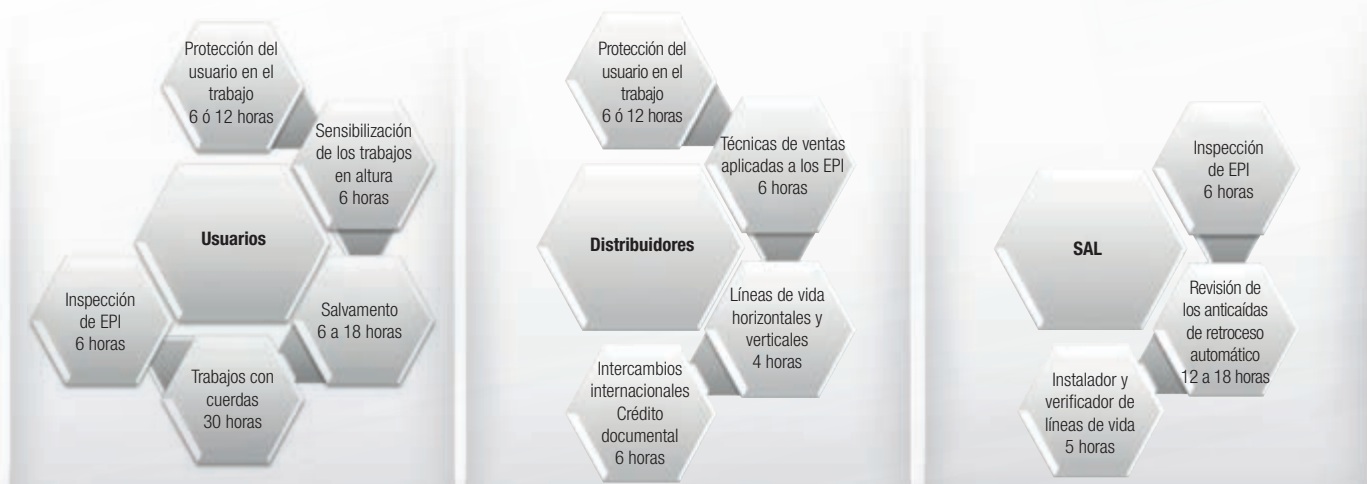 Protección del
usuario en el
trabajo
6 ó 12 horas
Sensibilización
de los trabajos
en altura
6 horas
Usuarios
Salvamento
6 a 18 horas
Trabajos con
cuerdas
30 horas
Inspección
de EPI
6 horas
Protección del
usuario en el
trabajo
6 ó 12 horas
Técnicas de ventas
aplicadas a los EPI
6 horas
Distribuidores
Líneas de vida
horizontales y
verticales
4 horas
Intercambios
internacionales
Crédito
documental
6 horas
Inspección
de EPI
6 horas
SAL
Revisión de
los anticaídas
de retroceso
automático
12 a 18 horas
Instalador y
verificador de
líneas de vida
5 horas